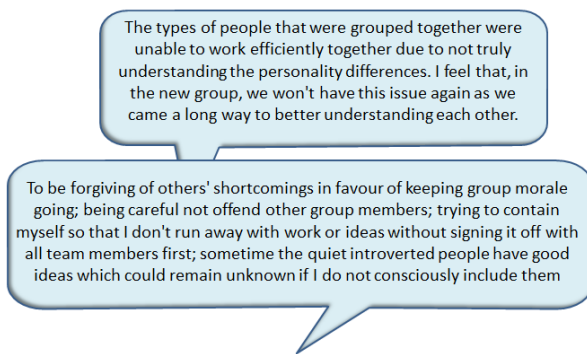 The types of people that were grouped together were
unable to work efficiently together due to not truly
understanding the personality differences. I feel that, in
the new group, we won't have this issue again as we
came a long way to better understanding each other.
To be forgiving of others' shortcomings in favour of keeping group morale
going; being careful not offend other group members; trying to contain
myself so that I don't run away with work or ideas without signing it off with
all team members first; sometime the quiet introverted people have good
ideas which could remain unknown if I do not consciously include them